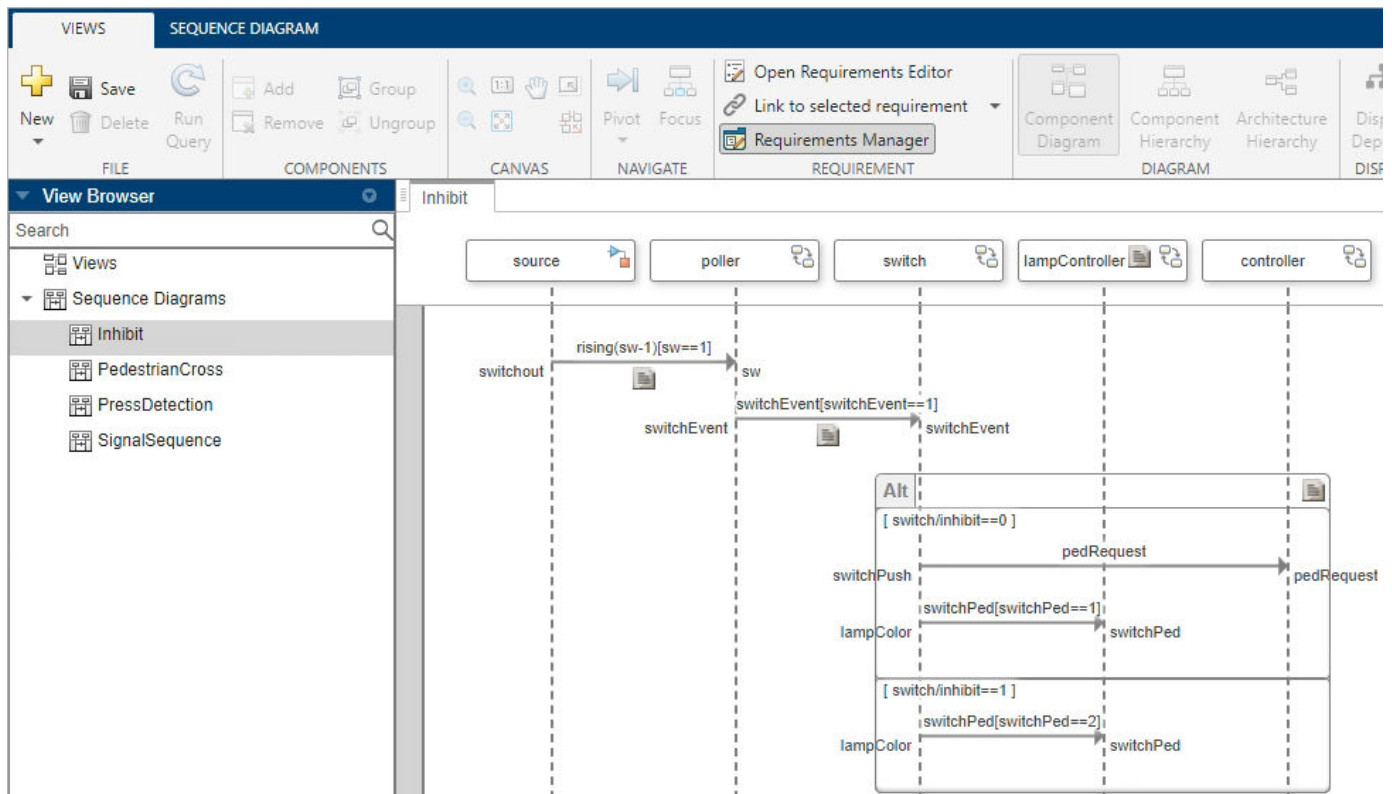 VIEWS SEQUENCE DIAGRAM
New Save Delete Run Query
FILE
Add Group
Remove Ungroup
COMPONENTS
1:1
CANVAS
Pivot Focus
NAVIGATE
Open Requirements Editor
Link to selected requirement
Requirements Manager
REQUIREMENT
Component Diagram
Component Hierarchy
Architecture Hierarchy
DIAGRAM
View Browser
Search
Views
Sequence Diagrams
Inhibit
PedestrianCross
PressDetection
SignalSequence
Inhibit
source poller switch lampController controller
rising(sw-1)[sw==1]
switchout sw
switchEvent[switchEvent==1]
switchEvent switchEvent
Alt
[ switch/inhibit==0 ]
pedRequest
switchPush pedRequest
switchPed[switchPed==1]
lampColor switchPed
[ switch/inhibit==1 ]
switchPed[switchPed==2]
lampColor switchPed